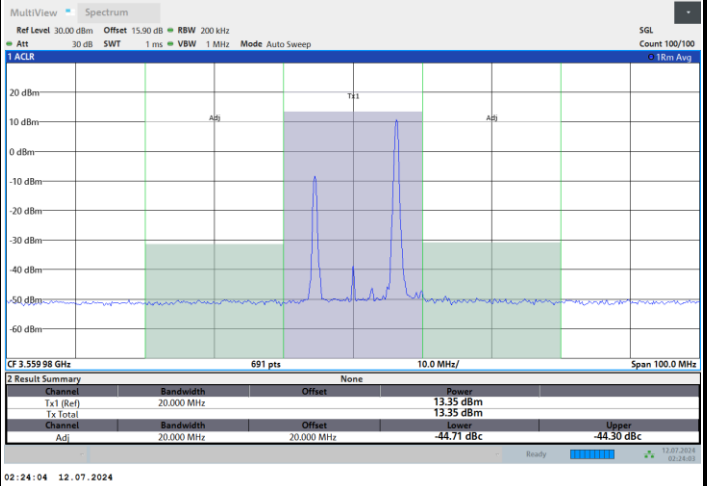 MultiView Spectrum
Ref Level 30.00 dBm Offset 15.90 dB RBW 200 kHz SGL
Att 30 dB SWT 1 ms VBW 1 MHz Mode Auto Sweep Count 100/100
1 ACLR 1Rm Avg
20 dBm
Tx1
10 dBm
Adj Adj
0 dBm
-10 dBm
-20 dBm
-30 dBm
-40 dBm
-50 dBm
-60 dBm
CF 3.559 98 GHz 691 pts 10.0 MHz/ Span 100.0 MHz
2 Result Summary None
Channel Bandwidth Offset Power
Tx1 (Ref) 20.000 MHz 13.35 dBm
Tx Total 13.35 dBm
Channel Bandwidth Offset Lower Upper
Adj 20.000 MHz 20.000 MHz -44.71 dBc -44.30 dBc
Ready 12.07.2024
02:24:03
02:24:04 12.07.2024